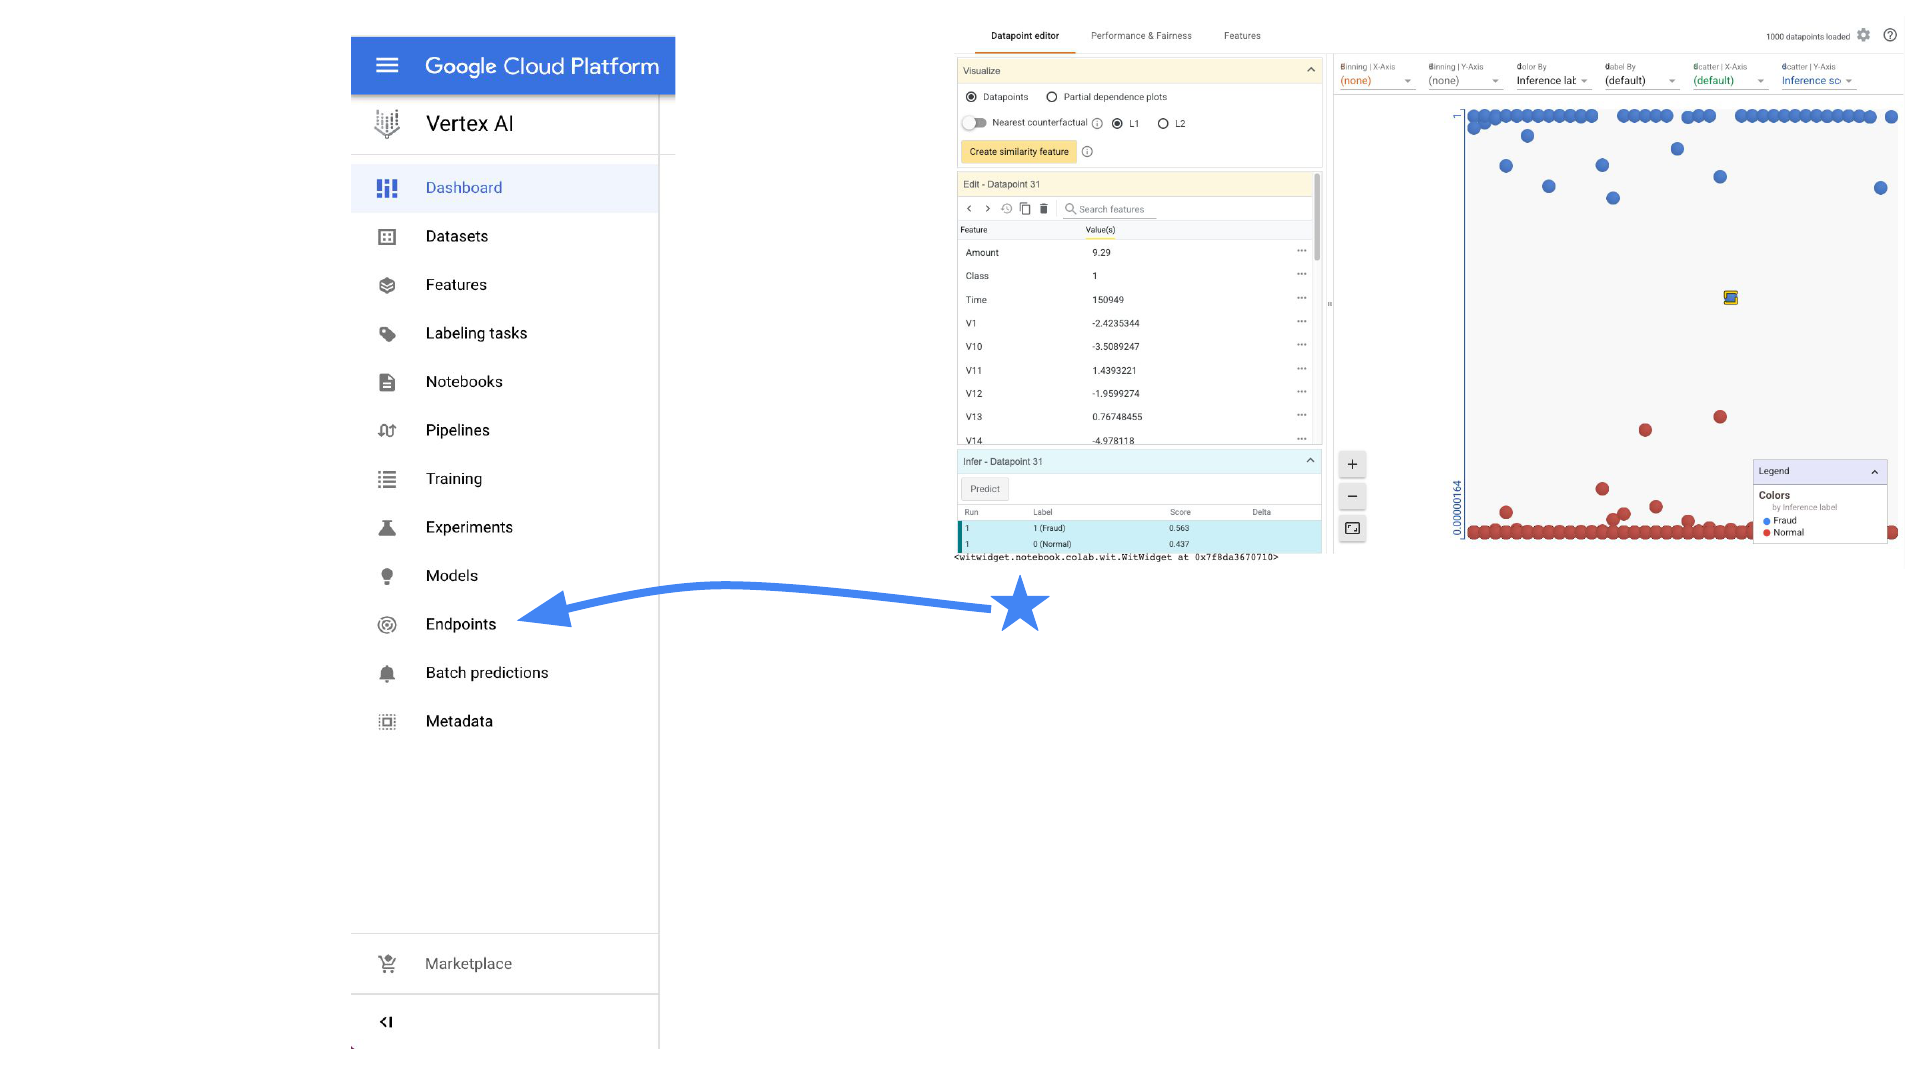 Google Cloud Platform
Vertex AI
Dashboard
Datasets
Features
Labeling tasks
Notebooks
Pipelines
Training
Experiments
Models
Endpoints
Batch predictions
Metadata
Marketplace
Datapoint editor Performance & Fairness Features
1000 datapoints loaded
Visualize
Datapoints Partial dependence plots
Nearest counterfactual L1 L2
Create similarity feature
Edit - Datapoint 31
Search features
Feature Value(s)
Amount 9.29
Class 1
Time 150949
V1 -2.4235344
V10 -3.5089247
V11 1.4393221
V12 -1.9599274
V13 0.76748455
V14 -4.978118
Infer - Datapoint 31
Predict
Run Label Score Delta
1 1 (Fraud) 0.563
1 0 (Normal) 0.437
<witwidget.notebook.colab.wit.WitWidget at 0x7f8da3670710>
Binning | X-Axis Binning | Y-Axis Color By Label By Scatter | X-Axis Scatter | Y-Axis
(none) (none) Inference lat (default) (default) Inference sc
1
0.00000164
Legend
Colors
by Inference label
Fraud
Normal